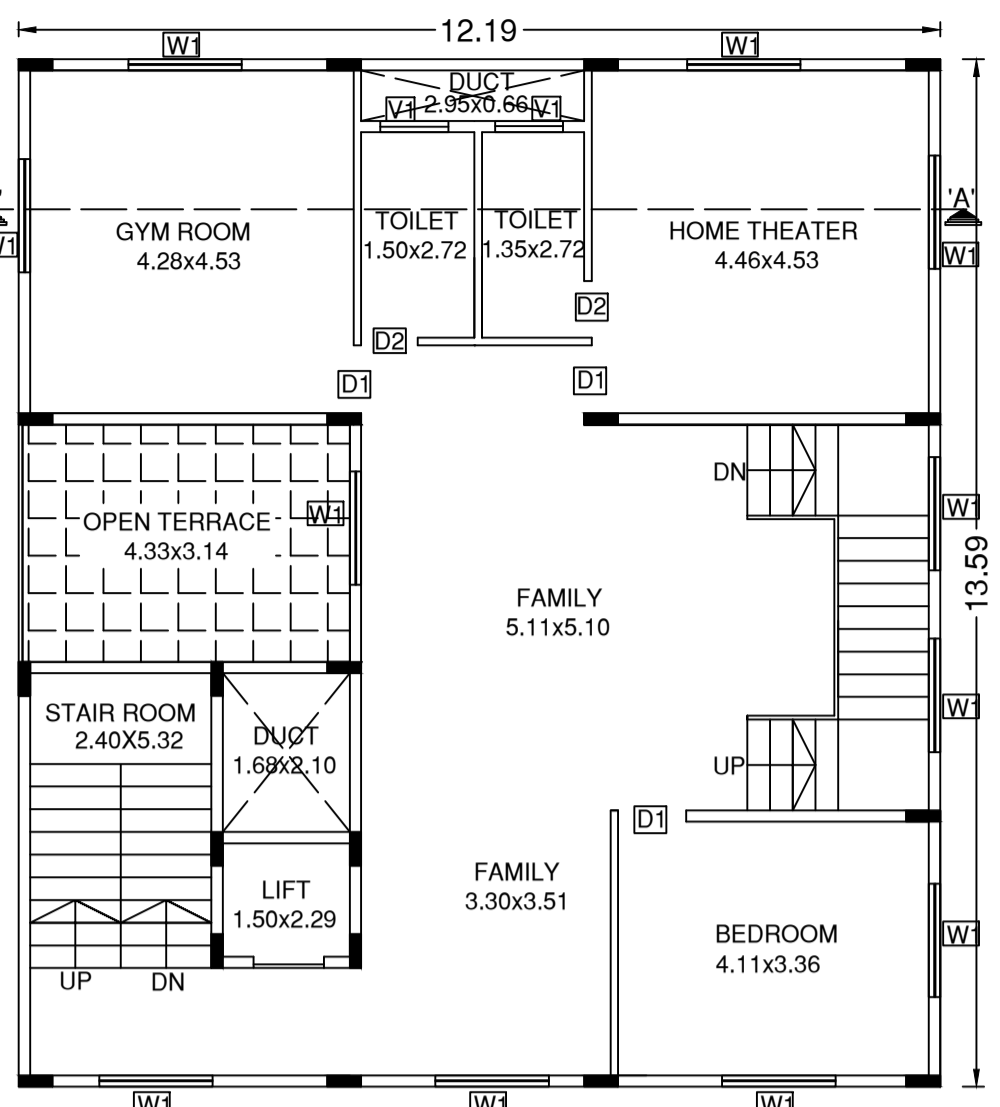 12.19
W1
W1
DUCT
2.95x0.66
V1
V1
'A'
GYM ROOM
4.28x4.53
TOILET
1.50x2.72
TOILET
1.35x2.72
HOME THEATER
4.46x4.53
W1
W1
D2
D2
D1
D1
DN
W1
OPEN TERRACE
4.33x3.14
W1
13.59
FAMILY
5.11x5.10
STAIR ROOM
2.40X5.32
DUCT
1.68x2.10
W1
UP
D1
LIFT
1.50x2.29
FAMILY
3.30x3.51
BEDROOM
4.11x3.36
W1
UP
DN
W1
W1
W1